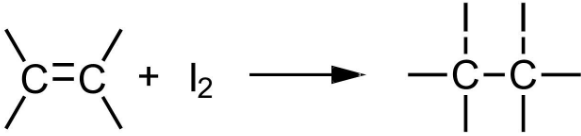 C=C + I₂ ⟶ I I
–C–C–